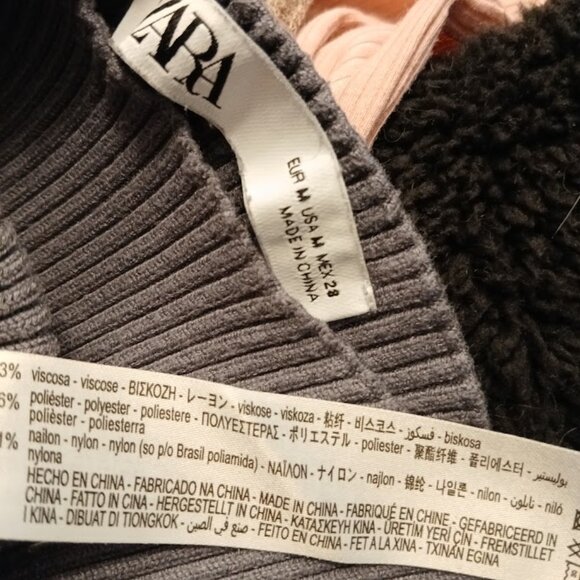 ZARA
EUR M USA M MEX 28
MADE IN CHINA
3% viscosa - viscose - ΒΙΣΚΟΖΗ - レーヨン - viskose - viskoza - 粘纤 - 비스코스 - فسكوز - biskosa
6% poliéster - polyester - poliestere - ΠΟΛΥΕΣΤΕΡΑΣ - ポリエステル - poliester - 聚酯纤维 - 폴리에스터 - بوليستير
polièster - poliesterra
1% nailon - nylon - nylon (so p/o Brasil poliamida) - ΝΑΪΛΟΝ - ナイロン - najlon - 锦纶 - 나일론 - nilon - نايلون - niló
nylona
HECHO EN CHINA - FABRICADO NA CHINA - MADE IN CHINA - FABRIQUÉ EN CHINE - GEFABRICEERD IN
CHINA - FATTO IN CINA - HERGESTELLT IN CHINA - ΚΑΤΑΣΚΕΥΗ ΚΙΝΑ - ÜRETİM YERİ ÇİN - FREMSTILLET
I KINA - DIBUAT DI TIONGKOK - صنع في الصين - FEITO EN CHINA - FET A LA XINA - TXINAN EGINA